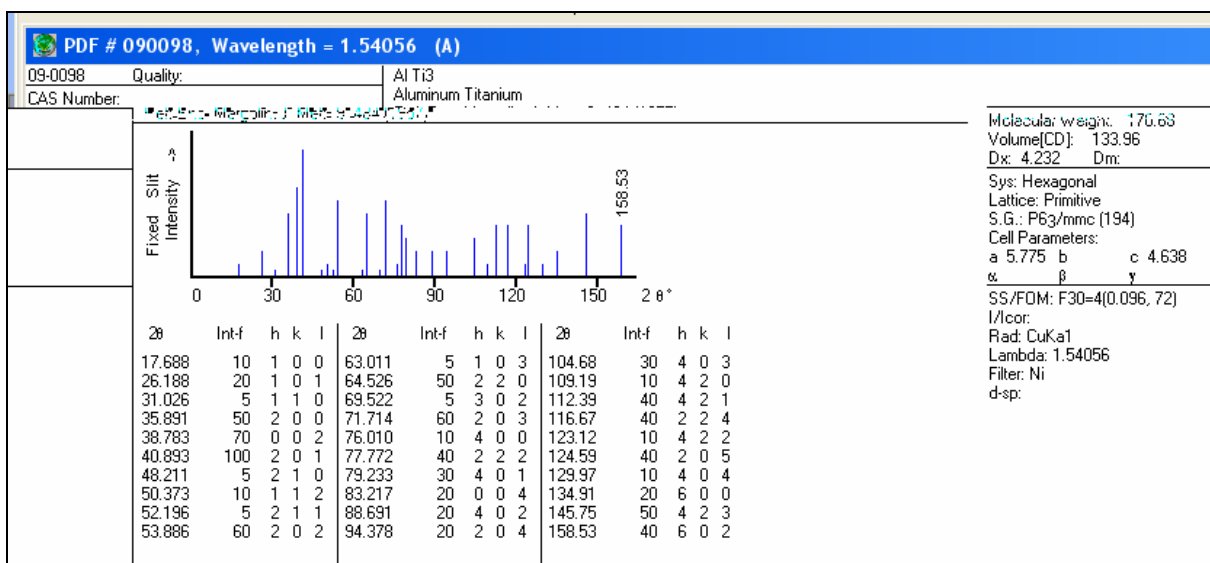 PDF # 090098, Wavelength = 1.54056 (A)
09-0098 Quality:
CAS Number:
Al Ti3
Aluminum Titanium
Molecular weight:
Volume[CD]: 133.96
Dx: 4.232 Dm:
Sys: Hexagonal
Lattice: Primitive
S.G.: P63/mmc (194)
Cell Parameters:
a 5.775 b c 4.638
α β γ
SS/FOM: F30=4(0.096, 72)
I/Icor:
Rad: CuKa1
Lambda: 1.54056
Filter: Ni
d-sp:
Fixed Slit
Intensity ->
158.53
0 30 60 90 120 150 2 θ °
2θ Int-f h k l 2θ Int-f h k l 2θ Int-f h k l
17.688 10 1 0 0 63.011 5 1 0 3 104.68 30 4 0 3
26.188 20 1 0 1 64.526 50 2 2 0 109.19 10 4 2 0
31.026 5 1 1 0 69.522 5 3 0 2 112.39 40 4 2 1
35.891 50 2 0 0 71.714 60 2 0 3 116.67 40 2 2 4
38.783 70 0 0 2 76.010 10 4 0 0 123.12 10 4 2 2
40.893 100 2 0 1 77.772 40 2 2 2 124.59 40 2 0 5
48.211 5 2 1 0 79.233 30 4 0 1 129.97 10 4 0 4
50.373 10 1 1 2 83.217 20 0 0 4 134.91 20 6 0 0
52.196 5 2 1 1 88.691 20 4 0 2 145.75 50 4 2 3
53.886 60 2 0 2 94.378 20 2 0 4 158.53 40 6 0 2